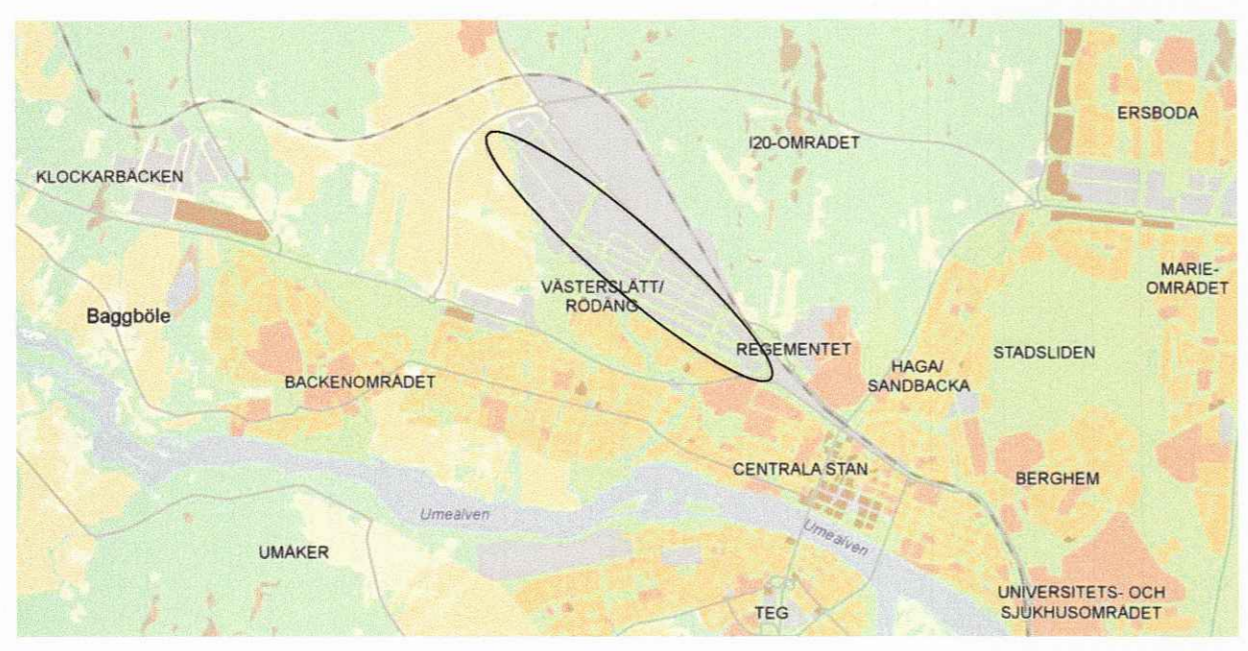 ERSBODA
I20-OMRÅDET
KLOCKARBÄCKEN
MARIE-
OMRÅDET
VÄSTERSLÄTT/
RÖDÄNG
Baggböle
REGEMENTET
STADSLIDEN
HAGA/
SANDBACKA
BACKENOMRÅDET
CENTRALA STAN
BERGHEM
Umeälven
Umeälven
UMÅKER
UNIVERSITETS- OCH
SJUKHUSOMRÅDET
TEG